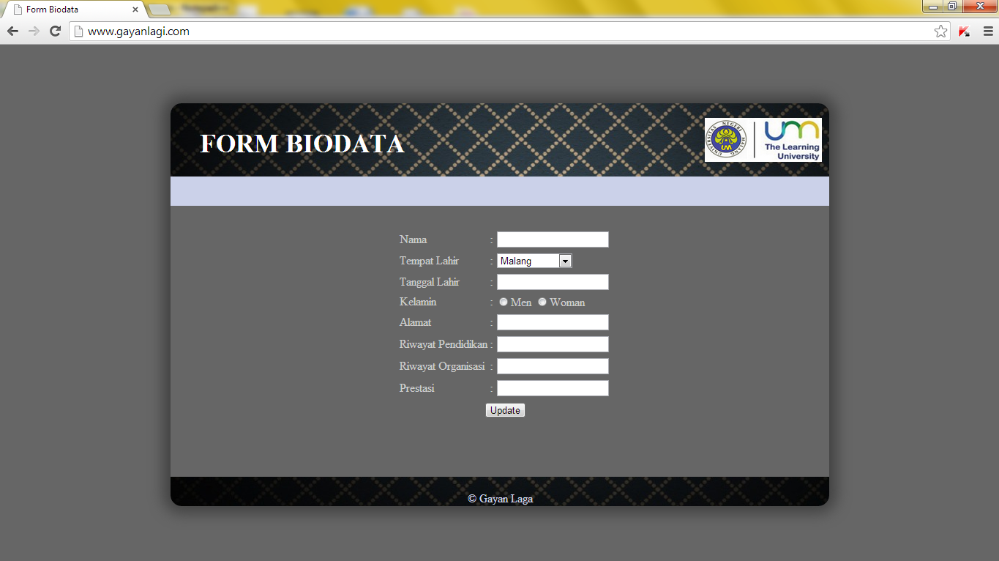 Form Biodata
www.gayanlagi.com
FORM BIODATA
UNIVERSITAS NEGERI MALANG
UM
um
The Learning
University
Nama :
Tempat Lahir : Malang
Tanggal Lahir :
Kelamin : Men Woman
Alamat :
Riwayat Pendidikan :
Riwayat Organisasi :
Prestasi :
Update
© Gayan Laga